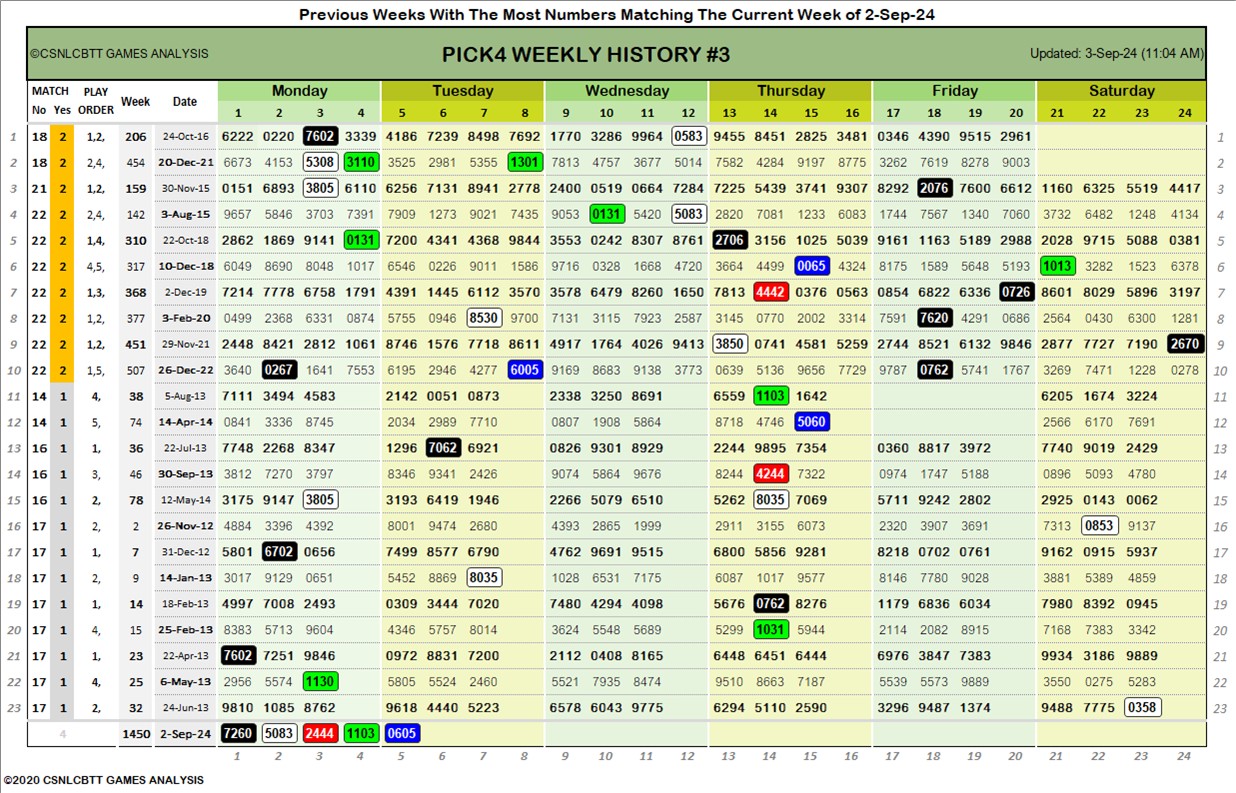 Previous Weeks With The Most Numbers Matching The Current Week of 2-Sep-24
©CSNLCBTT GAMES ANALYSIS PICK4 WEEKLY HISTORY #3 Updated: 3-Sep-24 (11:04 AM)
MATCH PLAY Week Date Monday Tuesday Wednesday Thursday Friday Saturday
No Yes ORDER 1 2 3 4 5 6 7 8 9 10 11 12 13 14 15 16 17 18 19 20 21 22 23 24
1 18 2 1,2, 206 24-Oct-16 6222 0220 7602 3339 4186 7239 8498 7692 1770 3286 9964 0583 9455 8451 2825 3481 0346 4390 9515 2961 1
2 18 2 2,4, 454 20-Dec-21 6673 4153 5308 3110 3525 2981 5355 1301 7813 4757 3677 5014 7582 4284 9197 8775 3262 7619 8278 9003 2
3 21 2 1,2, 159 30-Nov-15 0151 6893 3805 6110 6256 7131 8941 2778 2400 0519 0664 7284 7225 5439 3741 9307 8292 2076 7600 6612 1160 6325 5519 4417 3
4 22 2 2,4, 142 3-Aug-15 9657 5846 3703 7391 7909 1273 9021 7435 9053 0131 5420 5083 2820 7081 1233 6083 1744 7567 1340 7060 3732 6482 1248 4134 4
5 22 2 1,4, 310 22-Oct-18 2862 1869 9141 0131 7200 4341 4368 9844 3553 0242 8307 8761 2706 3156 1025 5039 9161 1163 5189 2988 2028 9715 5088 0381 5
6 22 2 4,5, 317 10-Dec-18 6049 8690 8048 1017 6546 0226 9011 1586 9716 0328 1668 4720 3664 4499 0065 4324 8175 1589 5648 5193 1013 3282 1523 6378 6
7 22 2 1,3, 368 2-Dec-19 7214 7778 6758 1791 4391 1445 6112 3570 3578 6479 8260 1650 7813 4442 0376 0563 0854 6822 6336 0726 8601 8029 5896 3197 7
8 22 2 1,2, 377 3-Feb-20 0499 2368 6331 0874 5755 0946 8530 9700 7131 3115 7923 2587 3145 0770 2002 3314 7591 7620 4291 0686 2564 0430 6300 1281 8
9 22 2 1,2, 451 29-Nov-21 2448 8421 2812 1061 8746 1576 7718 8611 4917 1764 4026 9413 3850 0741 4581 5259 2744 8521 6132 9846 2877 7727 7190 2670 9
10 22 2 1,5, 507 26-Dec-22 3640 0267 1641 7553 6195 2946 4277 6005 9169 8683 9138 3773 0639 5136 9656 7729 9787 0762 5741 1767 3269 7471 1228 0278 10
11 14 1 4, 38 5-Aug-13 7111 3494 4583 2142 0051 0873 2338 3250 8691 6559 1103 1642 6205 1674 3224 11
12 14 1 5, 74 14-Apr-14 0841 3336 8745 2034 2989 7710 0807 1908 5864 8718 4746 5060 2566 6170 7691 12
13 16 1 1, 36 22-Jul-13 7748 2268 8347 1296 7062 6921 0826 9301 8929 2244 9895 7354 0360 8817 3972 7740 9019 2429 13
14 16 1 3, 46 30-Sep-13 3812 7270 3797 8346 9341 2426 9074 5864 9676 8244 4244 7322 0974 1747 5188 0896 5093 4780 14
15 16 1 2, 78 12-May-14 3175 9147 3805 3193 6419 1946 2266 5079 6510 5262 8035 7069 5711 9242 2802 2925 0143 0062 15
16 17 1 2, 2 26-Nov-12 4884 3396 4392 8001 9474 2680 4393 2865 1999 2911 3155 6073 2320 3907 3691 7313 0853 9137 16
17 17 1 1, 7 31-Dec-12 5801 6702 0656 7499 8577 6790 4762 9691 9515 6800 5856 9281 8218 0702 0761 9162 0915 5937 17
18 17 1 2, 9 14-Jan-13 3017 9129 0651 5452 8869 8035 1028 6531 7175 6087 1017 9577 8146 7780 9028 3881 5389 4859 18
19 17 1 1, 14 18-Feb-13 4997 7008 2493 0309 3444 7020 7480 4294 4098 5676 0762 8276 1179 6836 6034 7980 8392 0945 19
20 17 1 4, 15 25-Feb-13 8383 5713 9604 4346 5757 8014 3624 5548 5689 5299 1031 5944 2114 2082 8915 7168 7383 3342 20
21 17 1 1, 23 22-Apr-13 7602 7251 9846 0972 8831 7200 2112 0408 8165 6448 6451 6444 6976 3847 7383 9934 3186 9889 21
22 17 1 4, 25 6-May-13 2956 5574 1130 5805 5524 2460 5521 7935 8474 9510 8663 7187 5539 5573 9889 3550 0275 5283 22
23 17 1 2, 32 24-Jun-13 9810 1085 8762 9618 4440 5223 6578 6043 9775 6294 5110 2590 3296 9487 1374 9488 7775 0358 23
4 1450 2-Sep-24 7260 5083 2444 1103 0605
1 2 3 4 5 6 7 8 9 10 11 12 13 14 15 16 17 18 19 20 21 22 23 24
©2020 CSNLCBTT GAMES ANALYSIS